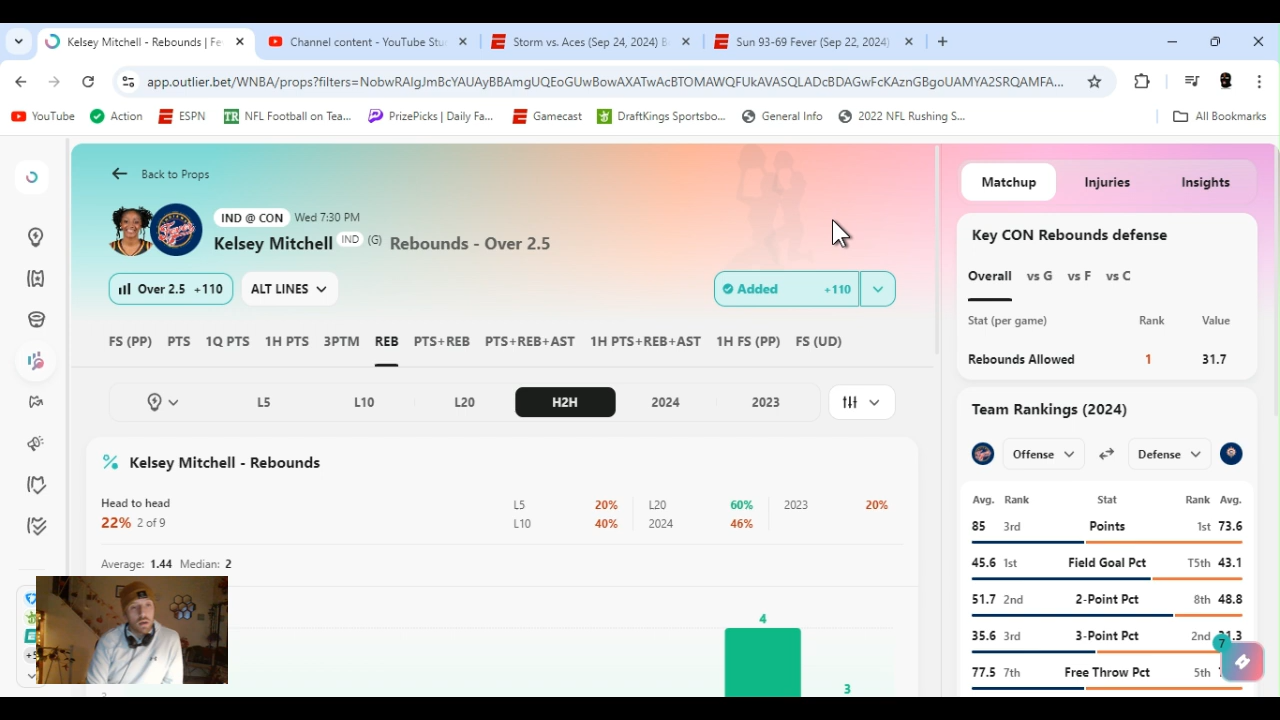 Kelsey Mitchell - Rebounds | Fe
Channel content - YouTube Stu
Storm vs. Aces (Sep 24, 2024) B
Sun 93-69 Fever (Sep 22, 2024)
app.outlier.bet/WNBA/props?filters=NobwRAlgJmBcYAUAyBBAmgUQEoGUwBowAXATwAcBTOMAWQFUkAVASQLADcBDAGwFcKAznGBgoUAMYA2SRQAMFA...
YouTube
Action
ESPN
NFL Football on Tea...
PrizePicks | Daily Fa...
Gamecast
DraftKings Sportsbo...
General Info
2022 NFL Rushing S...
All Bookmarks
Back to Props
IND @ CON Wed 7:30 PM
Kelsey Mitchell IND (G) Rebounds - Over 2.5
Over 2.5 +110
ALT LINES
Added +110
FS (PP) PTS 1Q PTS 1H PTS 3PTM REB PTS+REB PTS+REB+AST 1H PTS+REB+AST 1H FS (PP) FS (UD)
L5 L10 L20 H2H 2024 2023
Kelsey Mitchell - Rebounds
Head to head
22% 2 of 9
L5 20% L20 60% 2023 20%
L10 40% 2024 46%
Average: 1.44 Median: 2
4
3
Matchup Injuries Insights
Key CON Rebounds defense
Overall vs G vs F vs C
Stat (per game) Rank Value
Rebounds Allowed 1 31.7
Team Rankings (2024)
Offense Defense
Avg. Rank Stat Rank Avg.
85 3rd Points 1st 73.6
45.6 1st Field Goal Pct T5th 43.1
51.7 2nd 2-Point Pct 8th 48.8
35.6 3rd 3-Point Pct 2nd
7
77.5 7th Free Throw Pct 5th